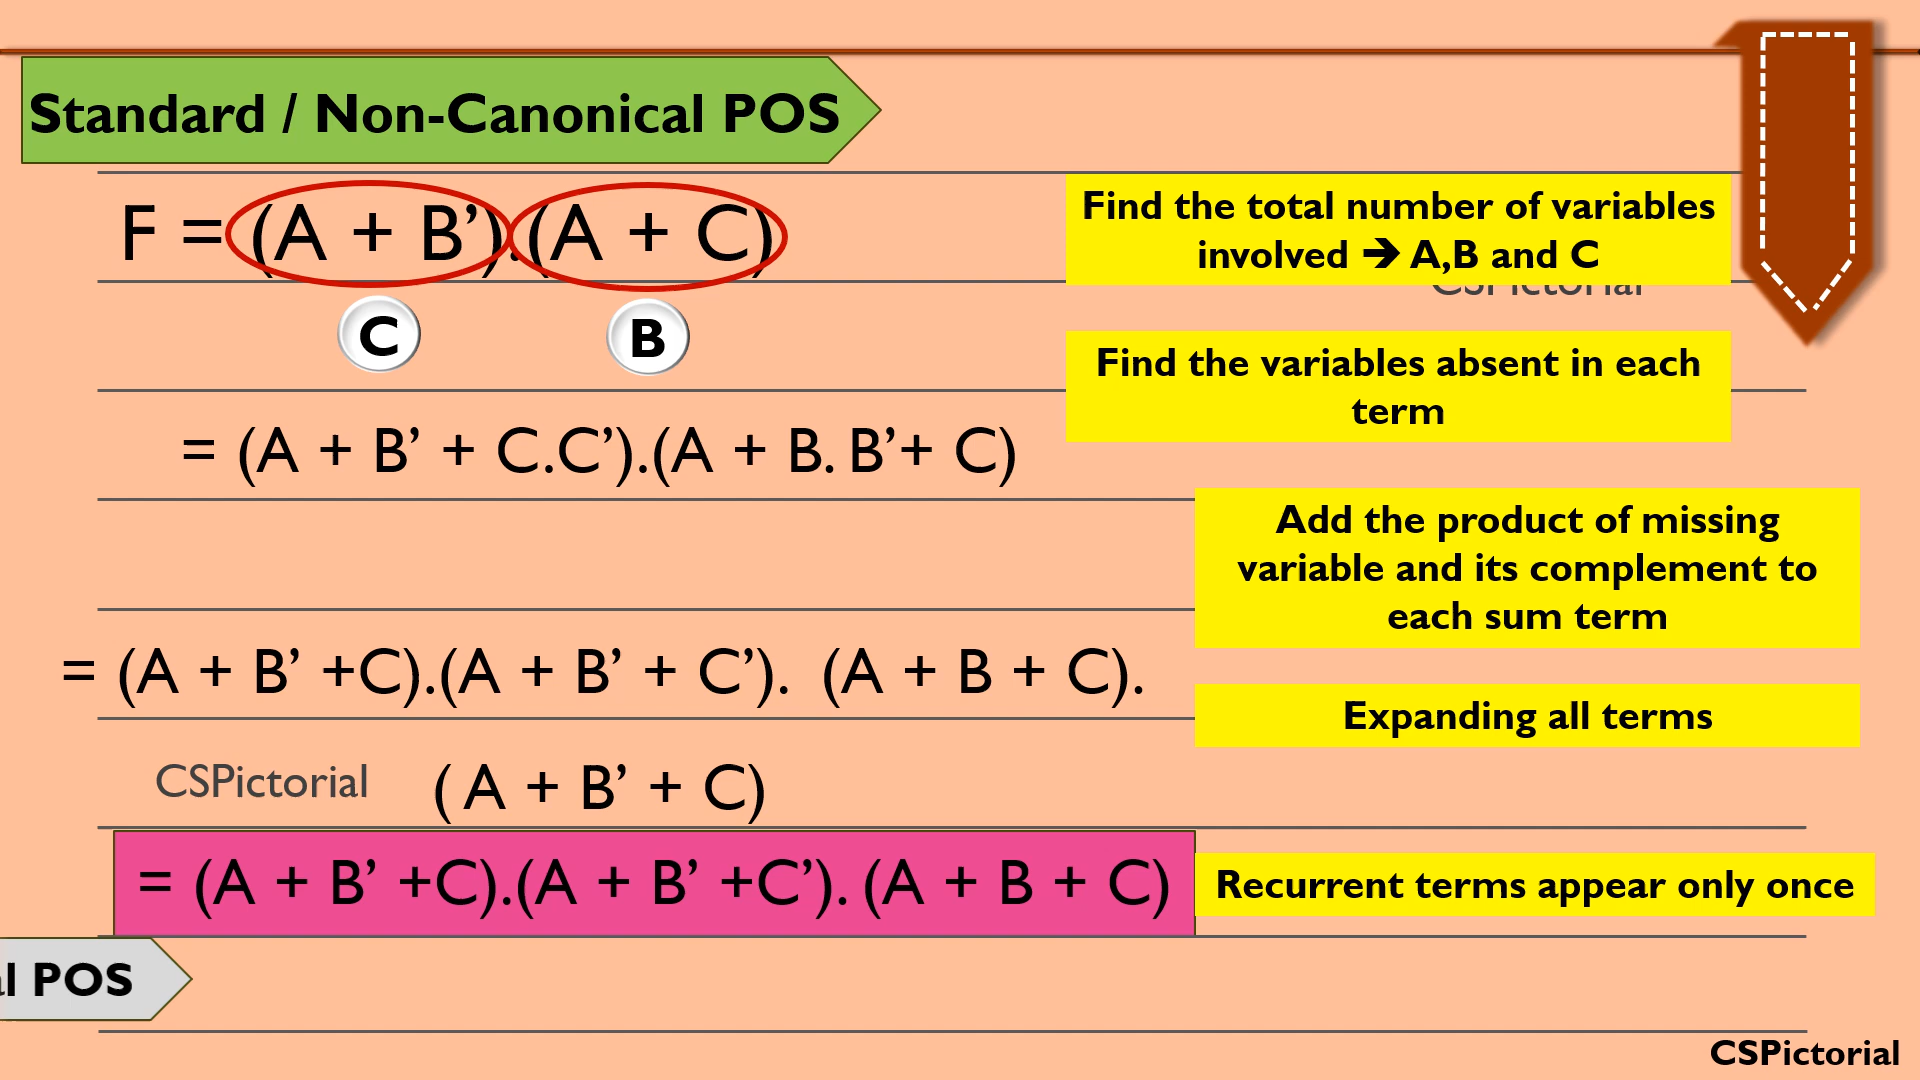 Standard / Non-Canonical POS
F = (A + B’).(A + C)
Find the total number of variables
involved ➔ A,B and C
CSPictorial
C
B
Find the variables absent in each
term
= (A + B’ + C.C’).(A + B. B’+ C)
Add the product of missing
variable and its complement to
each sum term
= (A + B’ +C).(A + B’ + C’). (A + B + C).
Expanding all terms
CSPictorial
( A + B’ + C)
= (A + B’ +C).(A + B’ +C’). (A + B + C)
Recurrent terms appear only once
al POS
CSPictorial